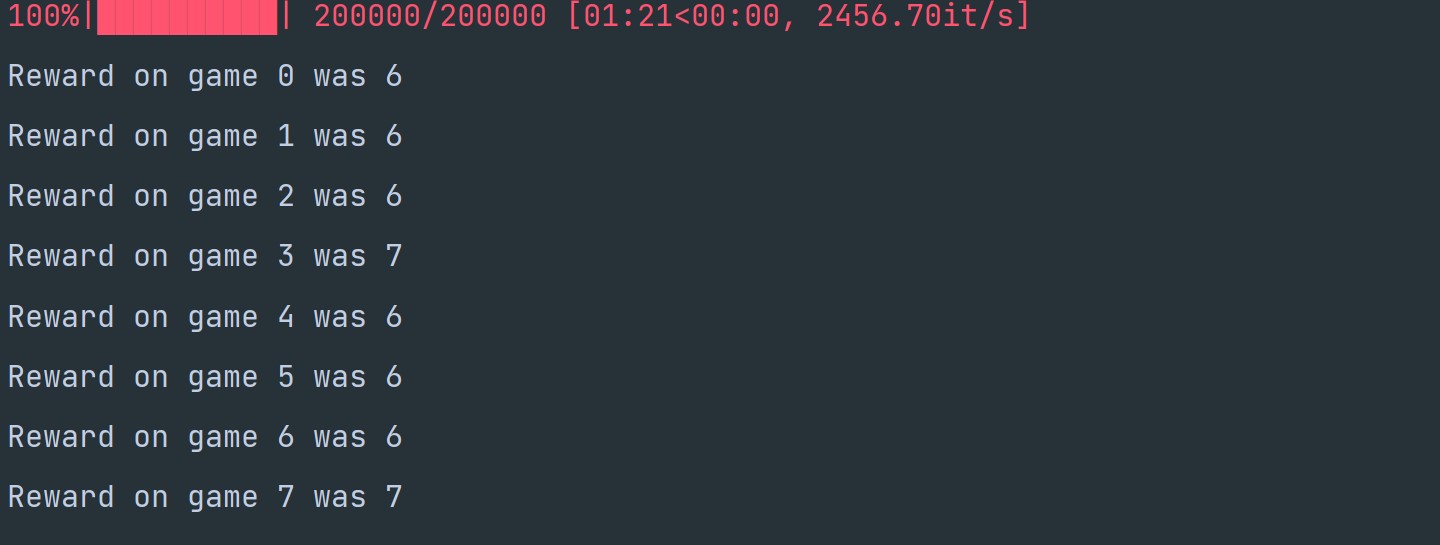 100%|██████████| 200000/200000 [01:21<00:00, 2456.70it/s]
Reward on game 0 was 6
Reward on game 1 was 6
Reward on game 2 was 6
Reward on game 3 was 7
Reward on game 4 was 6
Reward on game 5 was 6
Reward on game 6 was 6
Reward on game 7 was 7